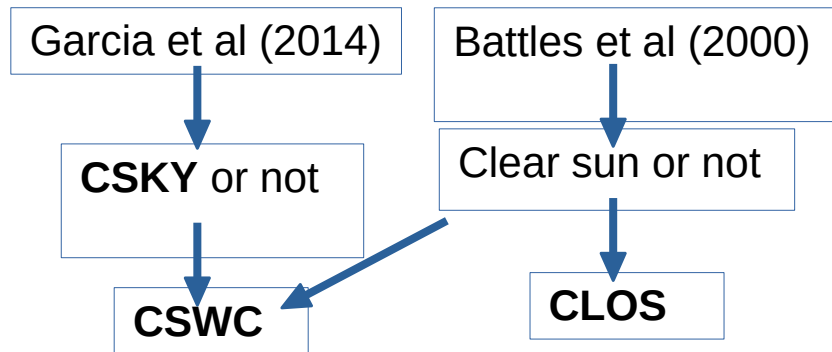 Garcia et al (2014)
Battles et al (2000)
CSKY or not
Clear sun or not
CSWC
CLOS